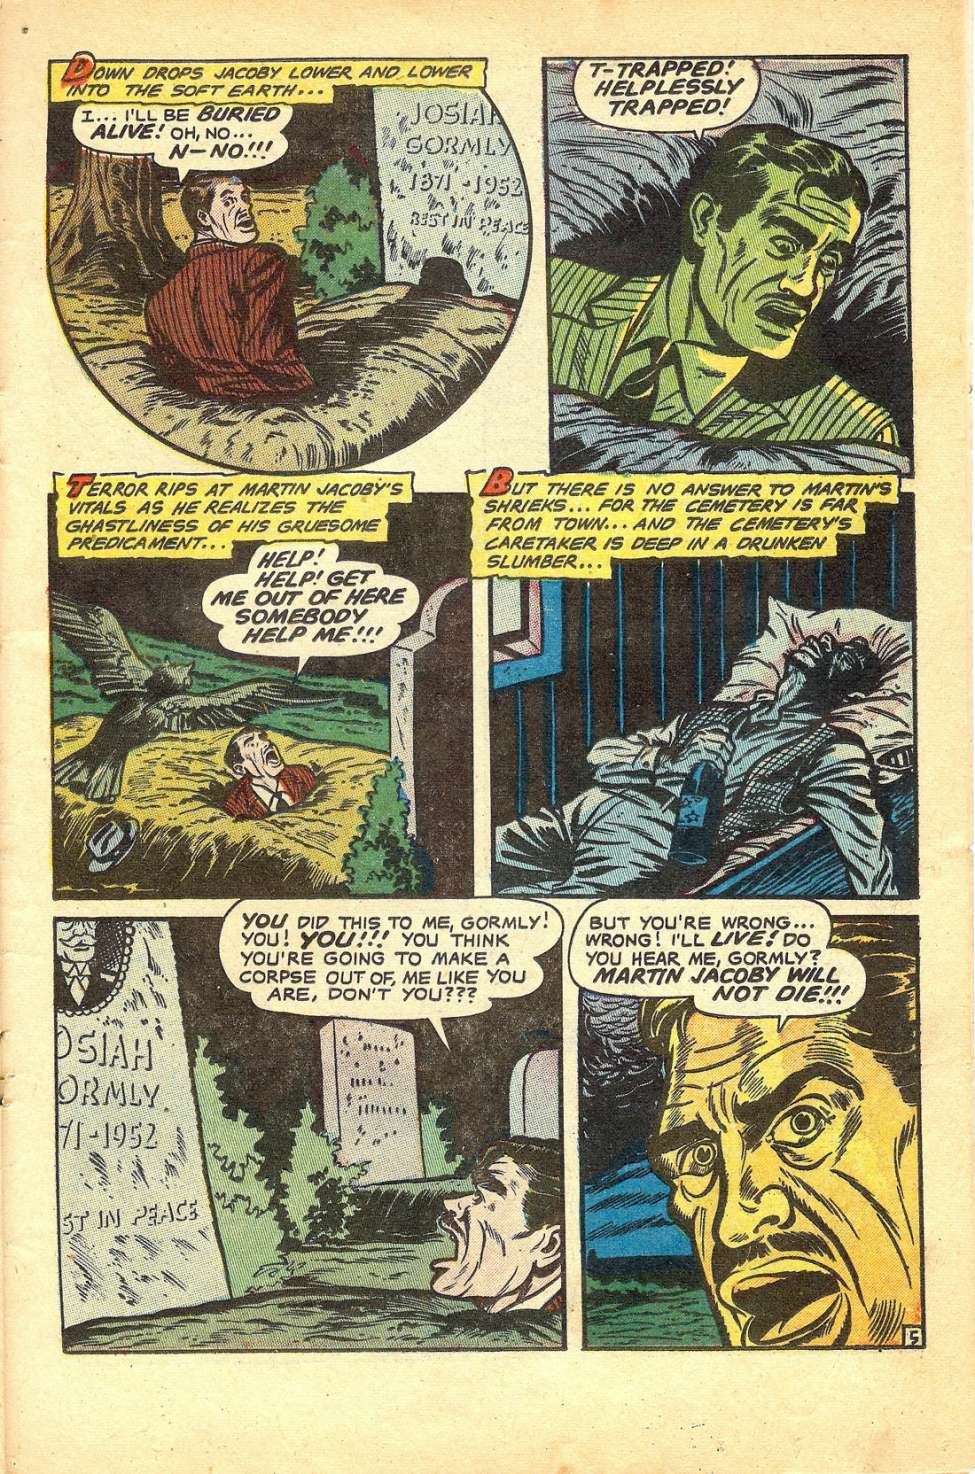 DOWN DROPS JACOBY LOWER AND LOWER
INTO THE SOFT EARTH...
I... I'LL BE BURIED
ALIVE! OH, NO...
N-NO!!!
JOSIAH
GORMLY
1871-1952
REST IN PEACE
T-TRAPPED!
HELPLESSLY
TRAPPED!
TERROR RIPS AT MARTIN JACOBY'S
VITALS AS HE REALIZES THE
GHASTLINESS OF HIS GRUESOME
PREDICAMENT...
HELP!
HELP! GET
ME OUT OF HERE
SOMEBODY
HELP ME!!!
BUT THERE IS NO ANSWER TO MARTIN'S
SHRIEKS... FOR THE CEMETERY IS FAR
FROM TOWN... AND THE CEMETERY'S
CARETAKER IS DEEP IN A DRUNKEN
SLUMBER...
YOU DID THIS TO ME, GORMLY!
YOU! YOU!!! YOU THINK
YOU'RE GOING TO MAKE A
CORPSE OUT OF, ME LIKE YOU
ARE, DON'T YOU???
OSIAH
ORMLY
71-1952
ST IN PEACE
BUT YOU'RE WRONG...
WRONG! I'LL LIVE! DO
YOU HEAR ME, GORMLY?
MARTIN JACOBY WILL
NOT DIE!!!
5